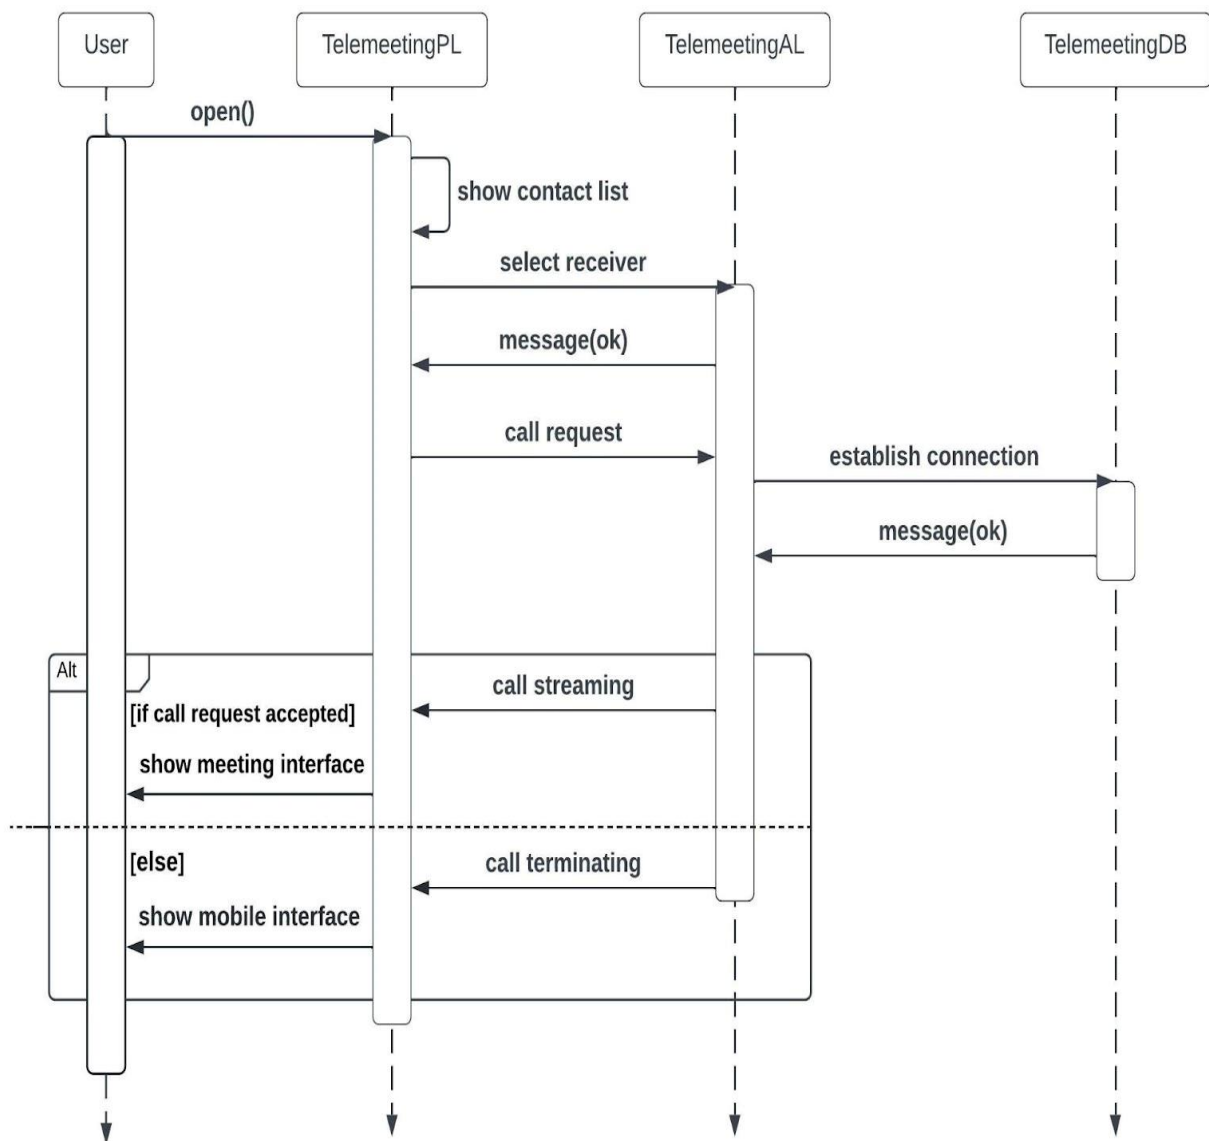 User
TelemeetingPL
TelemeetingAL
TelemeetingDB
open()
show contact list
select receiver
message(ok)
call request
establish connection
message(ok)
Alt
call streaming
[if call request accepted]
show meeting interface
[else]
call terminating
show mobile interface